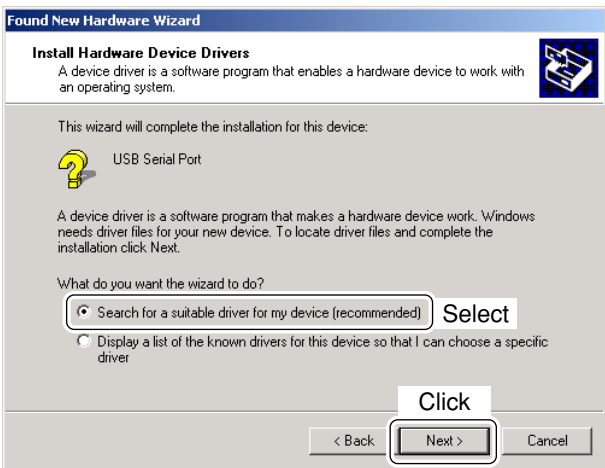 Found New Hardware Wizard
Install Hardware Device Drivers
A device driver is a software program that enables a hardware device to work with
an operating system.
This wizard will complete the installation for this device:
USB Serial Port
A device driver is a software program that makes a hardware device work. Windows
needs driver files for your new device. To locate driver files and complete the
installation click Next.
What do you want the wizard to do?
Search for a suitable driver for my device (recommended)
Select
Display a list of the known drivers for this device so that I can choose a specific
driver
Click
< Back Next > Cancel